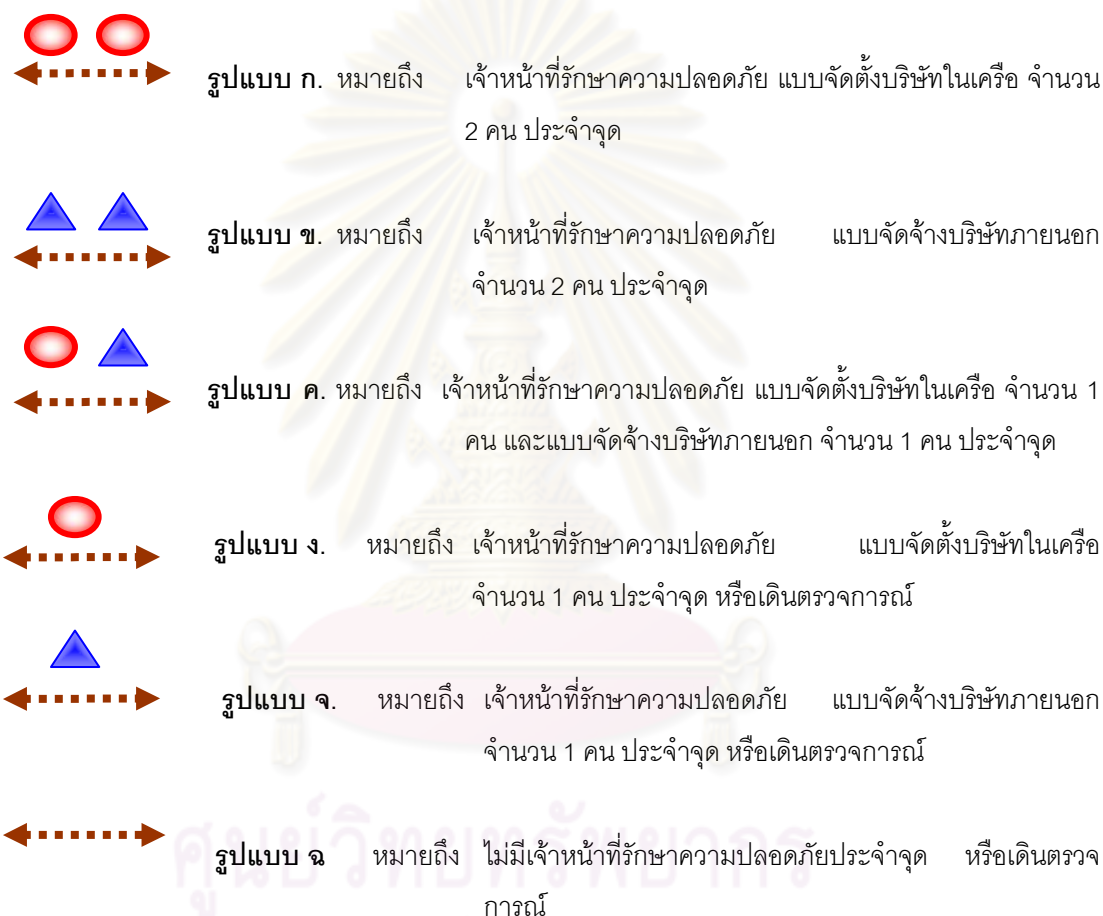 รูปแบบ ก. หมายถึง เจ้าหน้าที่รักษาความปลอดภัย แบบจัดตั้งบริษัทในเครือ จำนวน
2 คน ประจำจุด
รูปแบบ ข. หมายถึง เจ้าหน้าที่รักษาความปลอดภัย แบบจัดจ้างบริษัทภายนอก
จำนวน 2 คน ประจำจุด
รูปแบบ ค. หมายถึง เจ้าหน้าที่รักษาความปลอดภัย แบบจัดตั้งบริษัทในเครือ จำนวน 1
คน และแบบจัดจ้างบริษัทภายนอก จำนวน 1 คน ประจำจุด
รูปแบบ ง. หมายถึง เจ้าหน้าที่รักษาความปลอดภัย แบบจัดตั้งบริษัทในเครือ
จำนวน 1 คน ประจำจุด หรือเดินตรวจการณ์
รูปแบบ จ. หมายถึง เจ้าหน้าที่รักษาความปลอดภัย แบบจัดจ้างบริษัทภายนอก
จำนวน 1 คน ประจำจุด หรือเดินตรวจการณ์
รูปแบบ ฉ หมายถึง ไม่มีเจ้าหน้าที่รักษาความปลอดภัยประจำจุด หรือเดินตรวจ
การณ์
ศูนย์วิทยทรัพยากร